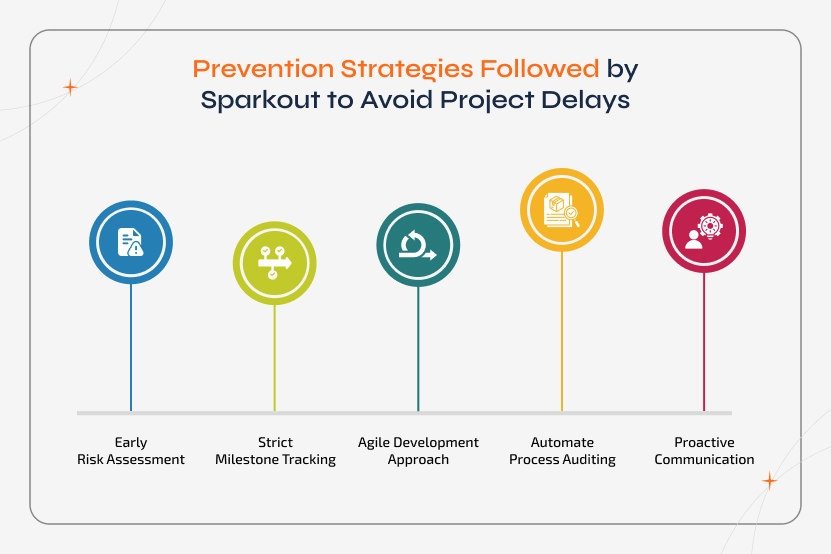 Prevention Strategies Followed by
Sparkout to Avoid Project Delays
Early
Risk Assessment
Strict
Milestone Tracking
Agile Development
Approach
Automate
Process Auditing
Proactive
Communication